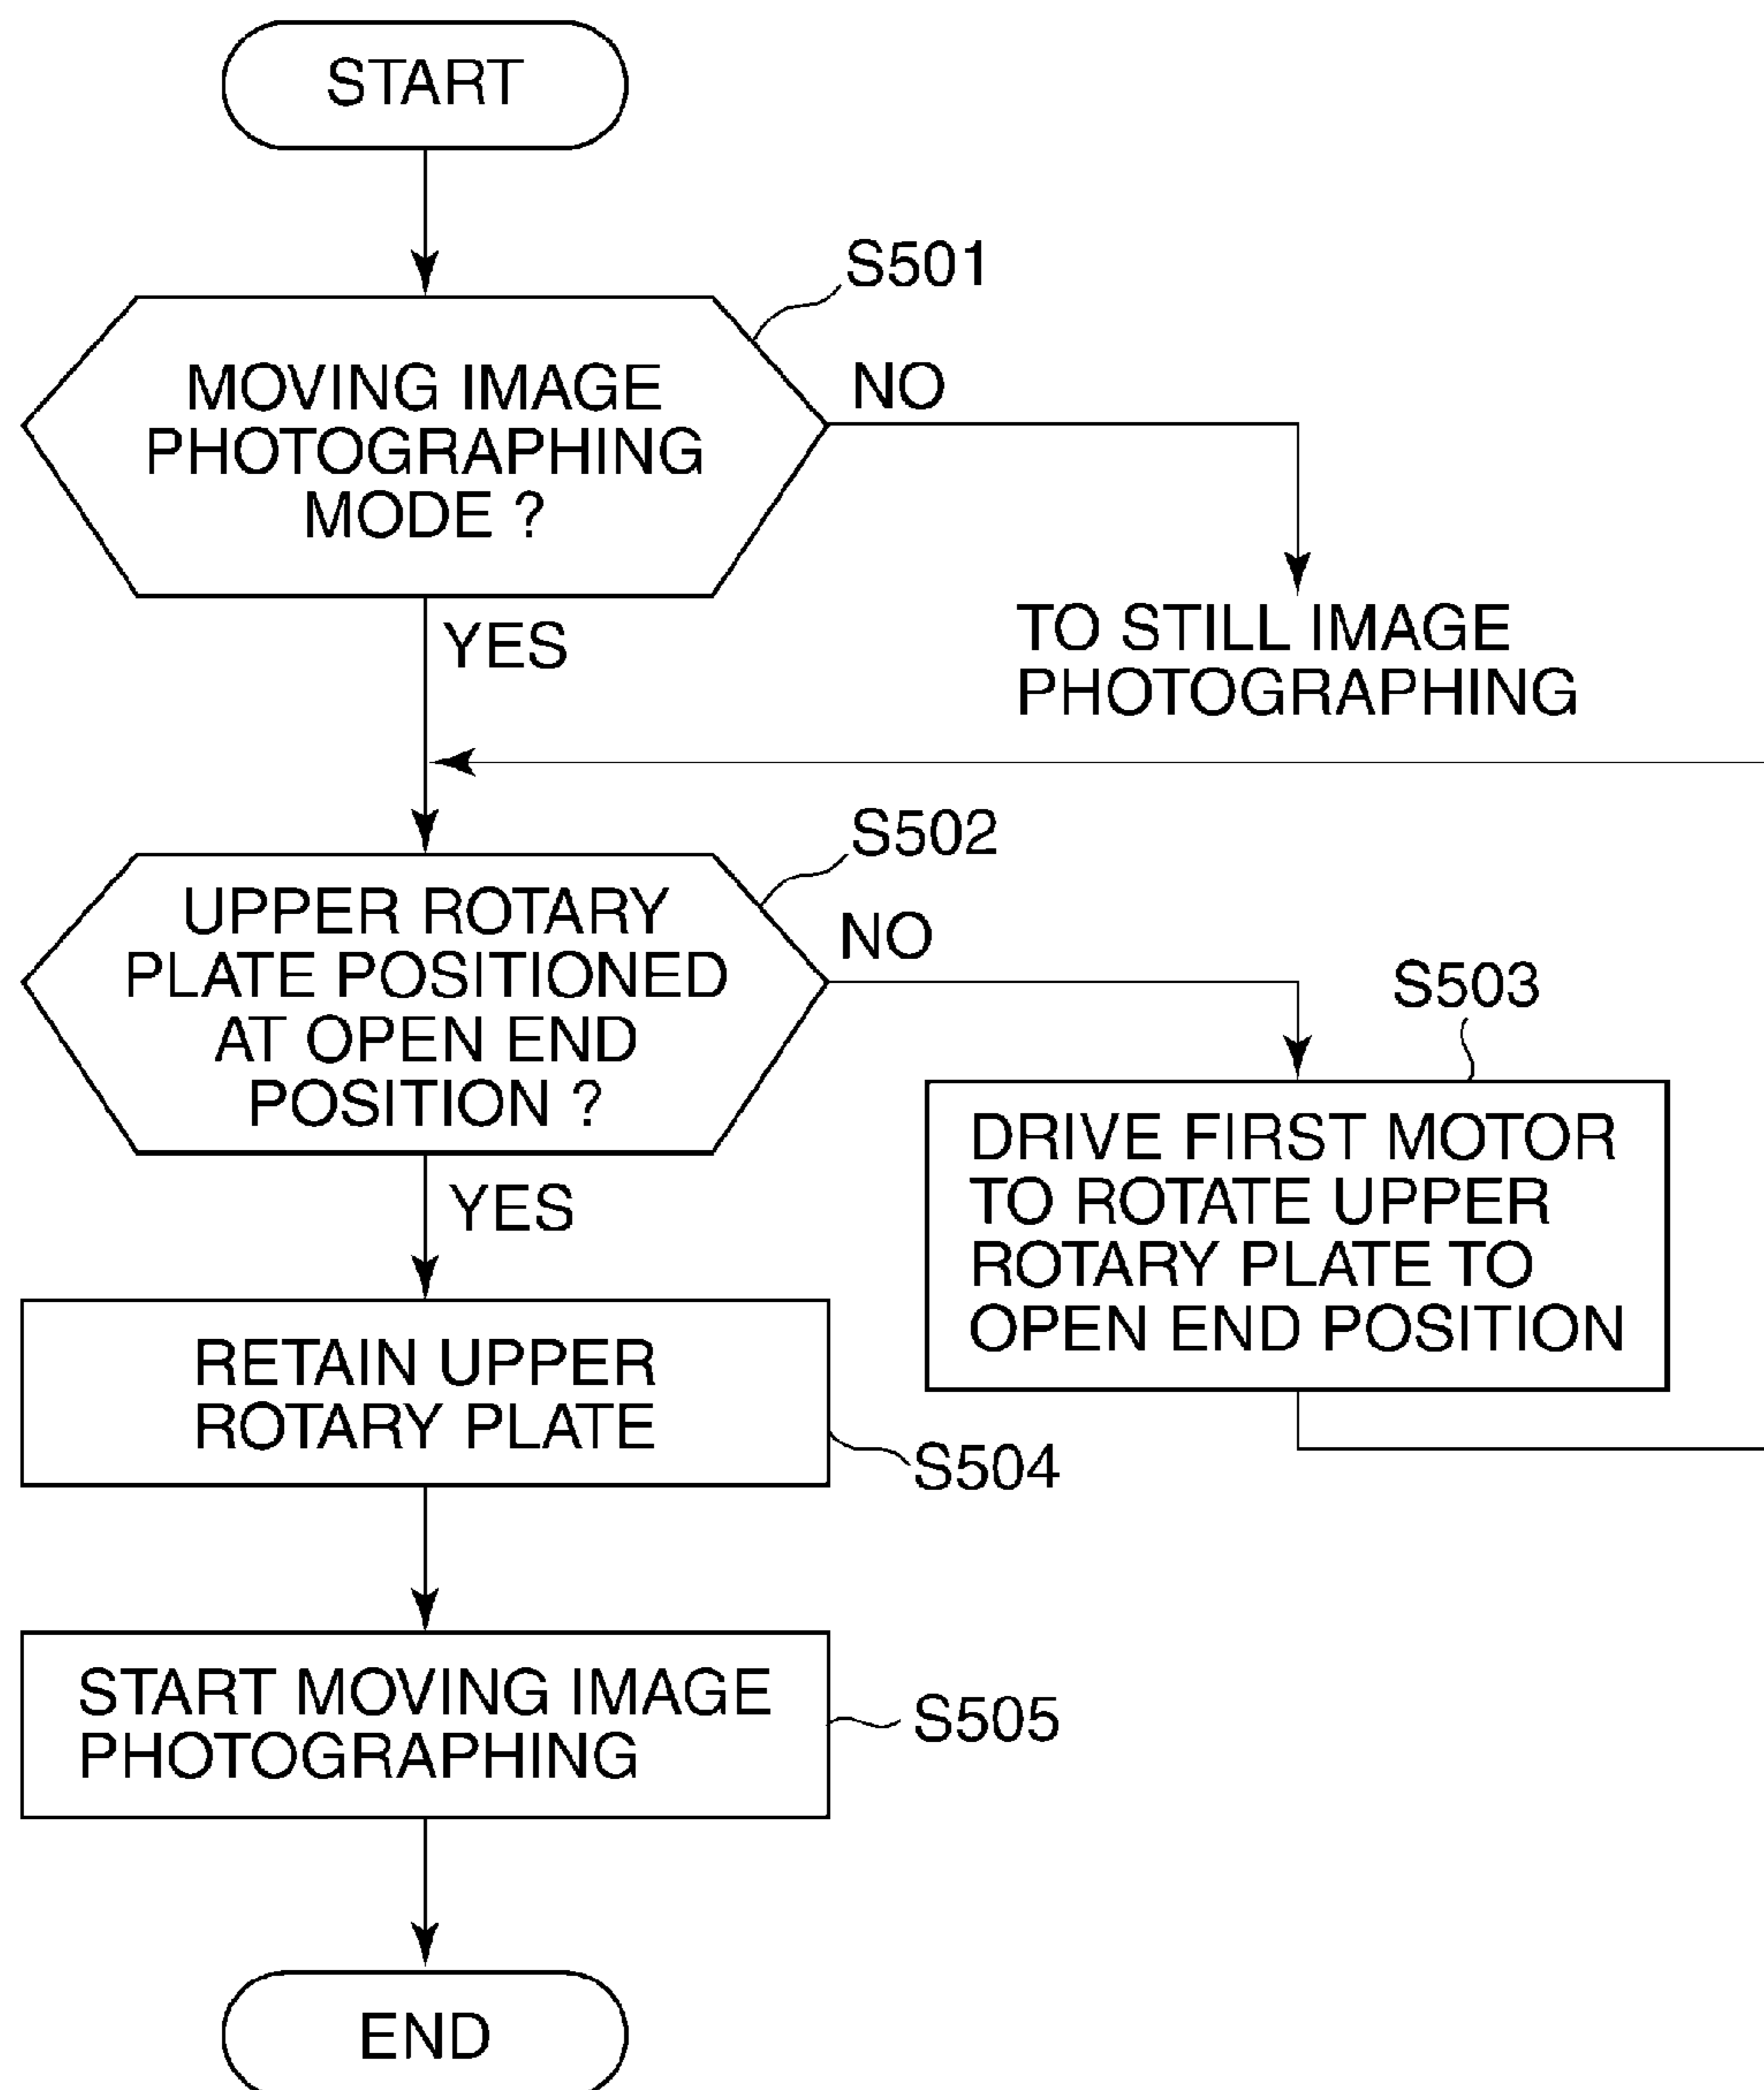 START
S501
MOVING IMAGE
PHOTOGRAPHING
MODE ?
NO
YES
TO STILL IMAGE
PHOTOGRAPHING
S502
UPPER ROTARY
PLATE POSITIONED
AT OPEN END
POSITION ?
NO
YES
S503
DRIVE FIRST MOTOR
TO ROTATE UPPER
ROTARY PLATE TO
OPEN END POSITION
RETAIN UPPER
ROTARY PLATE
S504
START MOVING IMAGE
PHOTOGRAPHING
S505
END